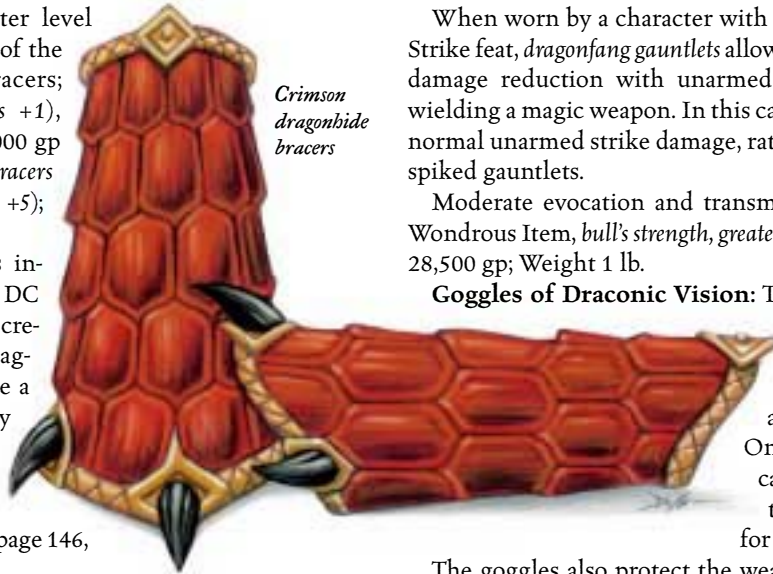 ter level
of the
racers;
s +1),
000 gp
racers
+5);
s in-
DC
cre-
ag-
e a
y
page 146,
Crimson
dragonhide
bracers
When worn by a character with
Strike feat, dragonfang gauntlets allow
damage reduction with unarmed
wielding a magic weapon. In this ca
normal unarmed strike damage, rat
spiked gauntlets.
Moderate evocation and transm
Wondrous Item, bull's strength, greate
28,500 gp; Weight 1 lb.
Goggles of Draconic Vision: T
a
On
ca
t
for
The goggles also protect the wea